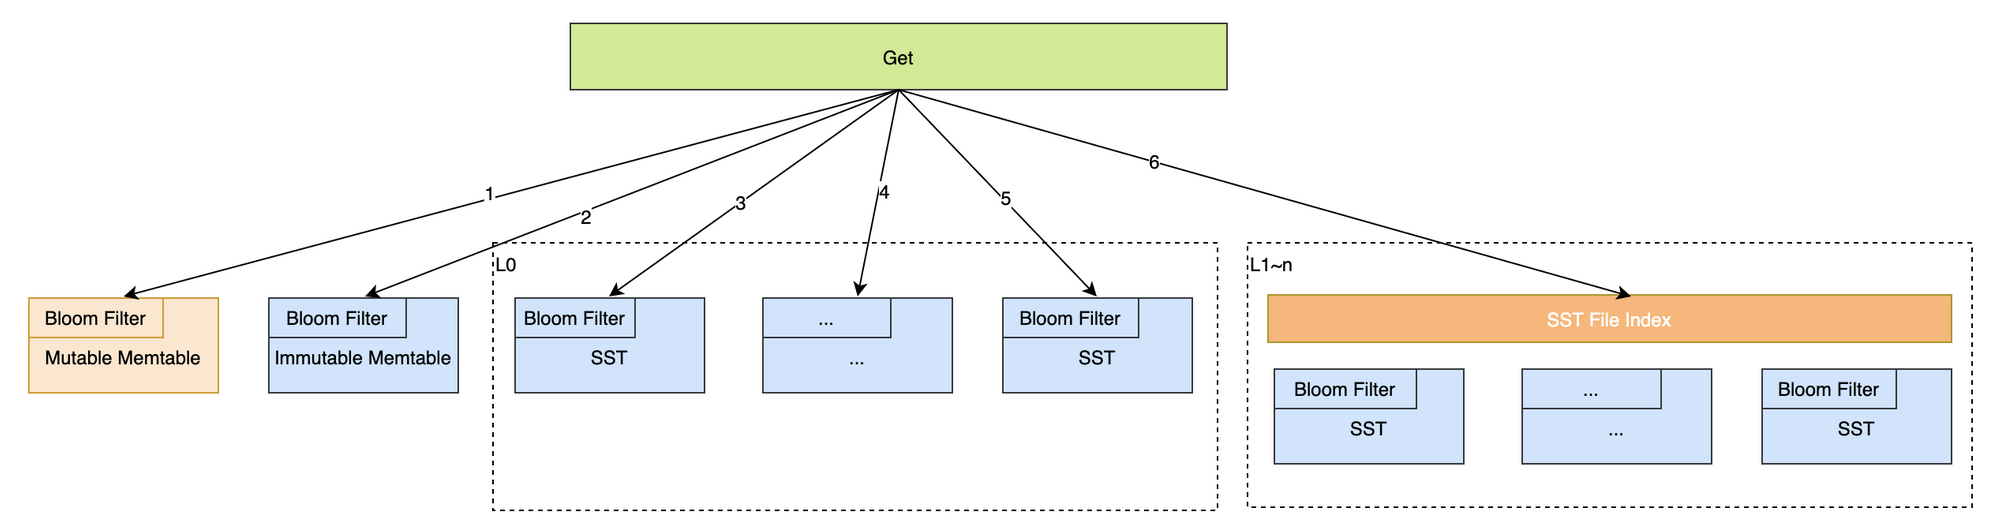 Get
1
2
3
4
5
6
L0
L1~n
Bloom Filter
Mutable Memtable
Bloom Filter
Immutable Memtable
Bloom Filter
SST
...
...
Bloom Filter
SST
SST File Index
Bloom Filter
SST
...
...
Bloom Filter
SST